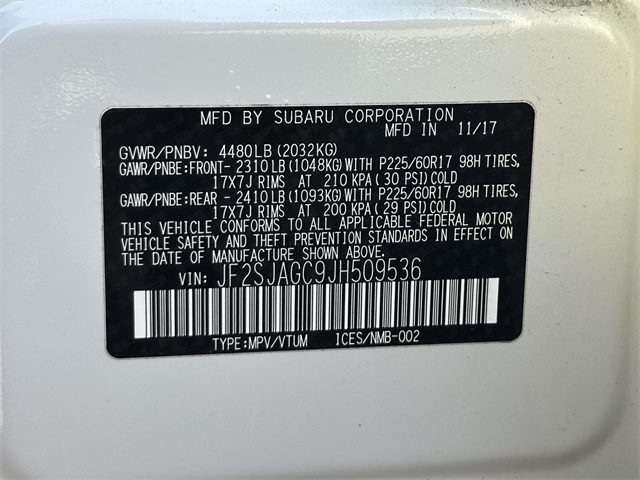 MFD BY SUBARU CORPORATION
MFD IN 11/17
GVWR/PNBV: 4480LB(2032KG)
GAWR/PNBE:FRONT- 2310LB(1048KG)WITH P225/60R17 98H TIRES,
17X7J RIMS AT 210 KPA(30 PSI)COLD
GAWR/PNBE:REAR - 2410LB(1093KG)WITH P225/60R17 98H TIRES,
17X7J RIMS AT 200 KPA(29 PSI)COLD
THIS VEHICLE CONFORMS TO ALL APPLICABLE FEDERAL MOTOR
VEHICLE SAFETY AND THEFT PREVENTION STANDARDS IN EFFECT ON
THE DATE OF MANUFACTURE SHOWN ABOVE.
VIN: JF2SJAGC9JH509536
TYPE:MPV/VTUM ICES/NMB-002